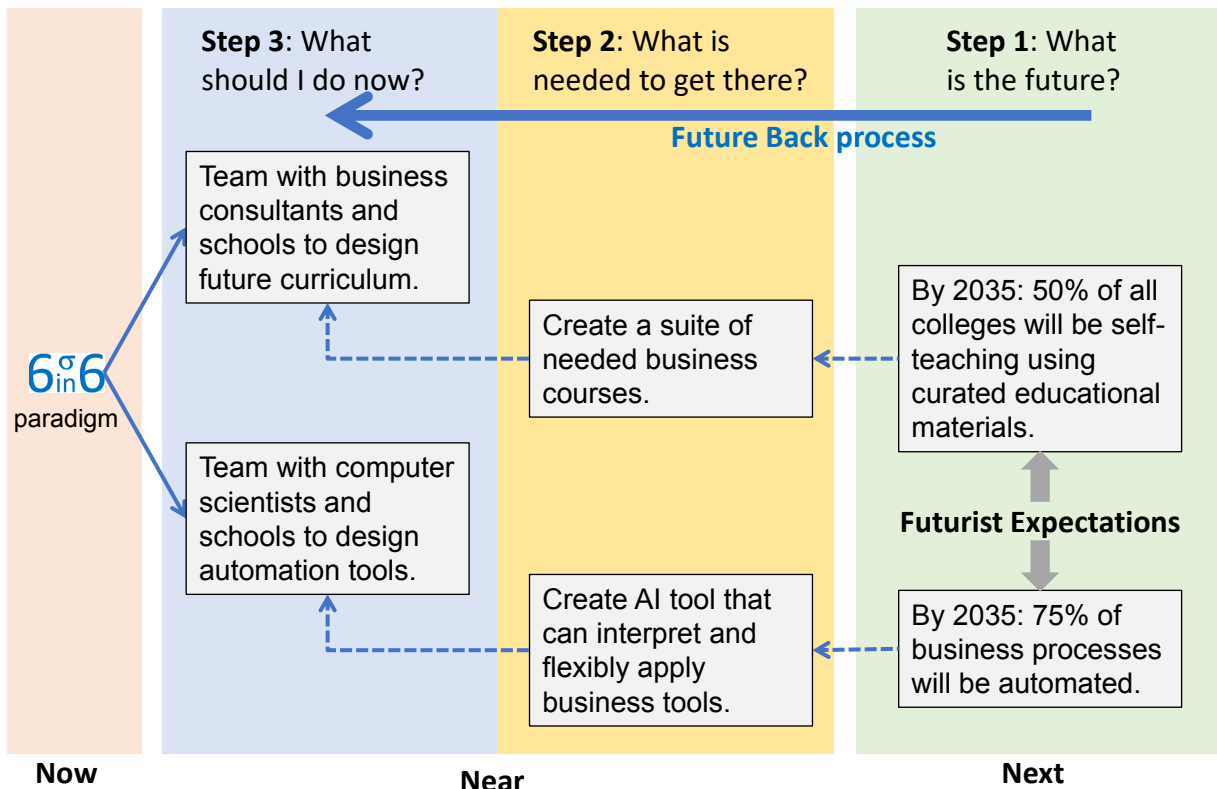 Step 3: What
should I do now?
Step 2: What is
needed to get there?
Step 1: What
is the future?
Future Back process
Team with business
consultants and
schools to design
future curriculum.
Create a suite of
needed business
courses.
By 2035: 50% of all
colleges will be self-
teaching using
curated educational
materials.
6σin6
paradigm
Team with computer
scientists and
schools to design
automation tools.
Futurist Expectations
Create AI tool that
can interpret and
flexibly apply
business tools.
By 2035: 75% of
business processes
will be automated.
Now
Near
Next